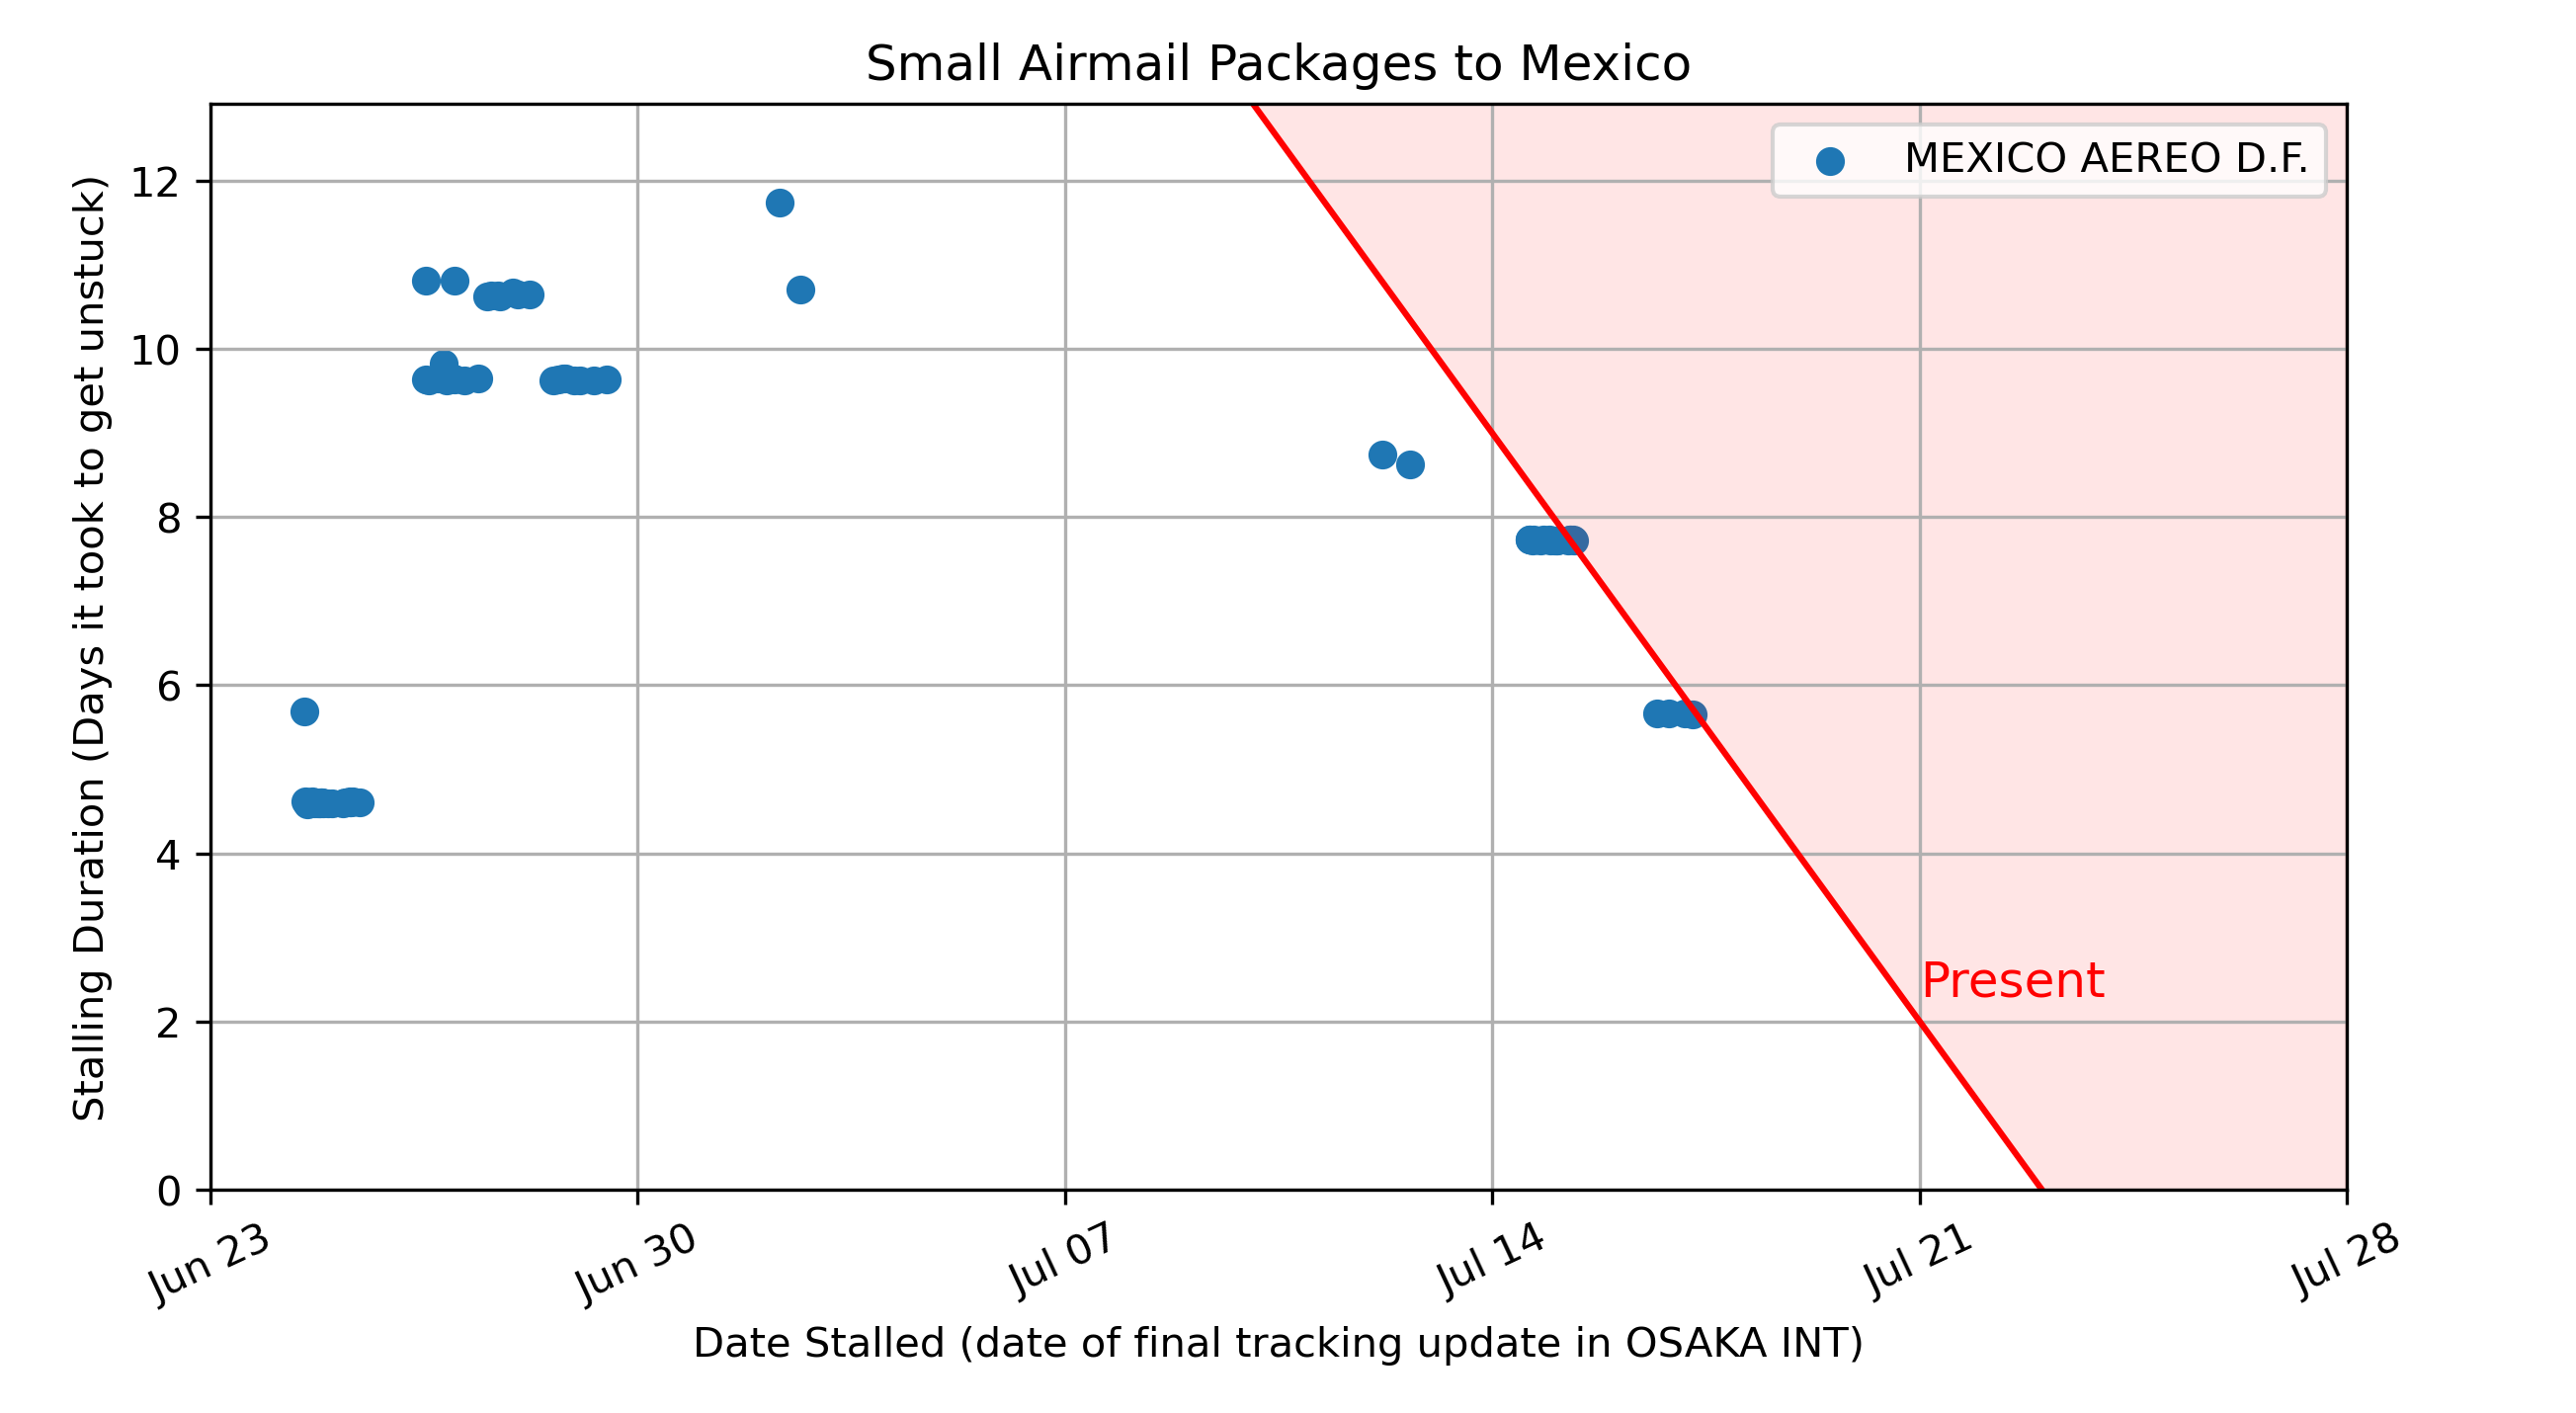 Small Airmail Packages to Mexico
MEXICO AEREO D.F.
Stalling Duration (Days it took to get unstuck)
12
10
8
6
4
2
0
Present
Jun 23
Jun 30
Jul 07
Jul 14
Jul 21
Jul 28
Date Stalled (date of final tracking update in OSAKA INT)